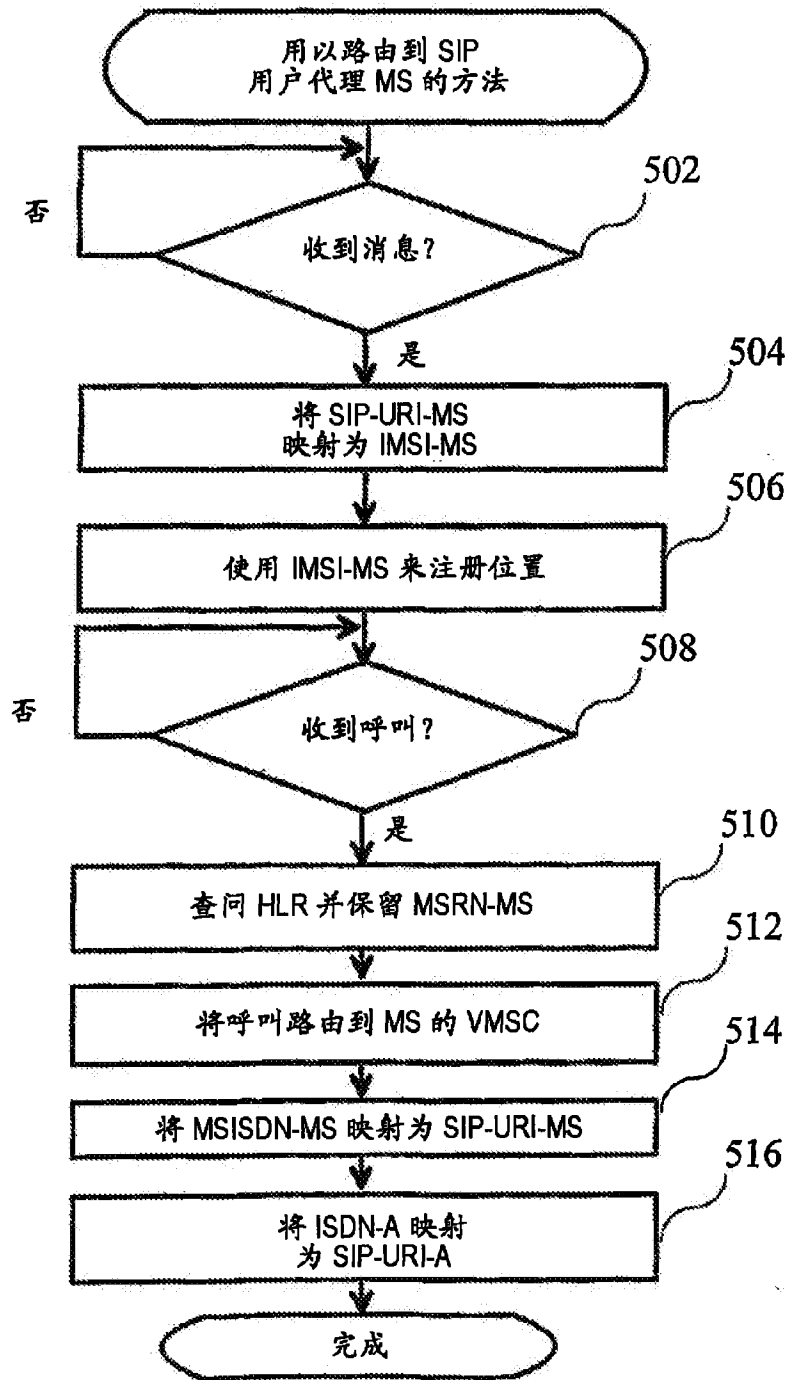 用以路由到 SIP
用户代理 MS 的方法
502
否
收到消息?
是
504
将 SIP-URI-MS
映射为 IMSI-MS
506
使用 IMSI-MS 来注册位置
508
否
收到呼叫?
是
510
查问 HLR 并保留 MSRN-MS
512
将呼叫路由到 MS 的 VMSC
514
将 MSISDN-MS 映射为 SIP-URI-MS
516
将 ISDN-A 映射
为 SIP-URI-A
完成